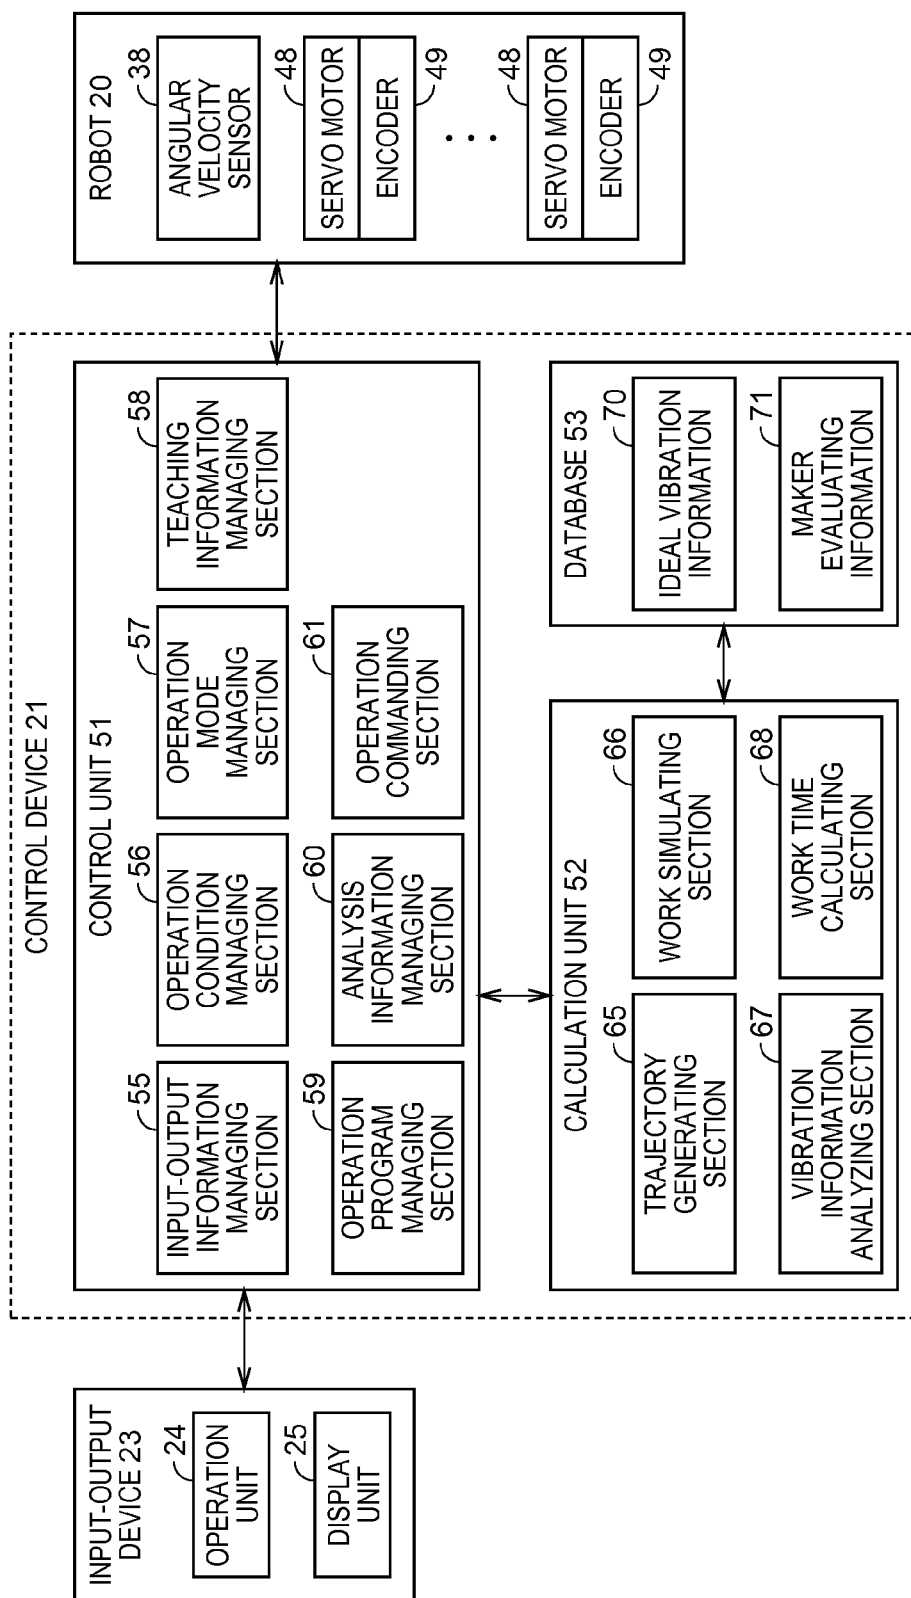 INPUT-OUTPUT
DEVICE 23
24
OPERATION
UNIT
25
DISPLAY
UNIT
CONTROL DEVICE 21
CONTROL UNIT 51
55
INPUT-OUTPUT
INFORMATION
MANAGING
SECTION
56
OPERATION
CONDITION
MANAGING
SECTION
57
OPERATION
MODE
MANAGING
SECTION
58
TEACHING
INFORMATION
MANAGING
SECTION
59
OPERATION
PROGRAM
MANAGING
SECTION
60
ANALYSIS
INFORMATION
MANAGING
SECTION
61
OPERATION
COMMANDING
SECTION
CALCULATION UNIT 52
65
TRAJECTORY
GENERATING
SECTION
66
WORK SIMULATING
SECTION
67
VIBRATION
INFORMATION
ANALYZING SECTION
68
WORK TIME
CALCULATING
SECTION
DATABASE 53
70
IDEAL VIBRATION
INFORMATION
71
MAKER
EVALUATING
INFORMATION
ROBOT 20
38
ANGULAR
VELOCITY
SENSOR
48
SERVO MOTOR
ENCODER
49
• • •
48
SERVO MOTOR
ENCODER
49